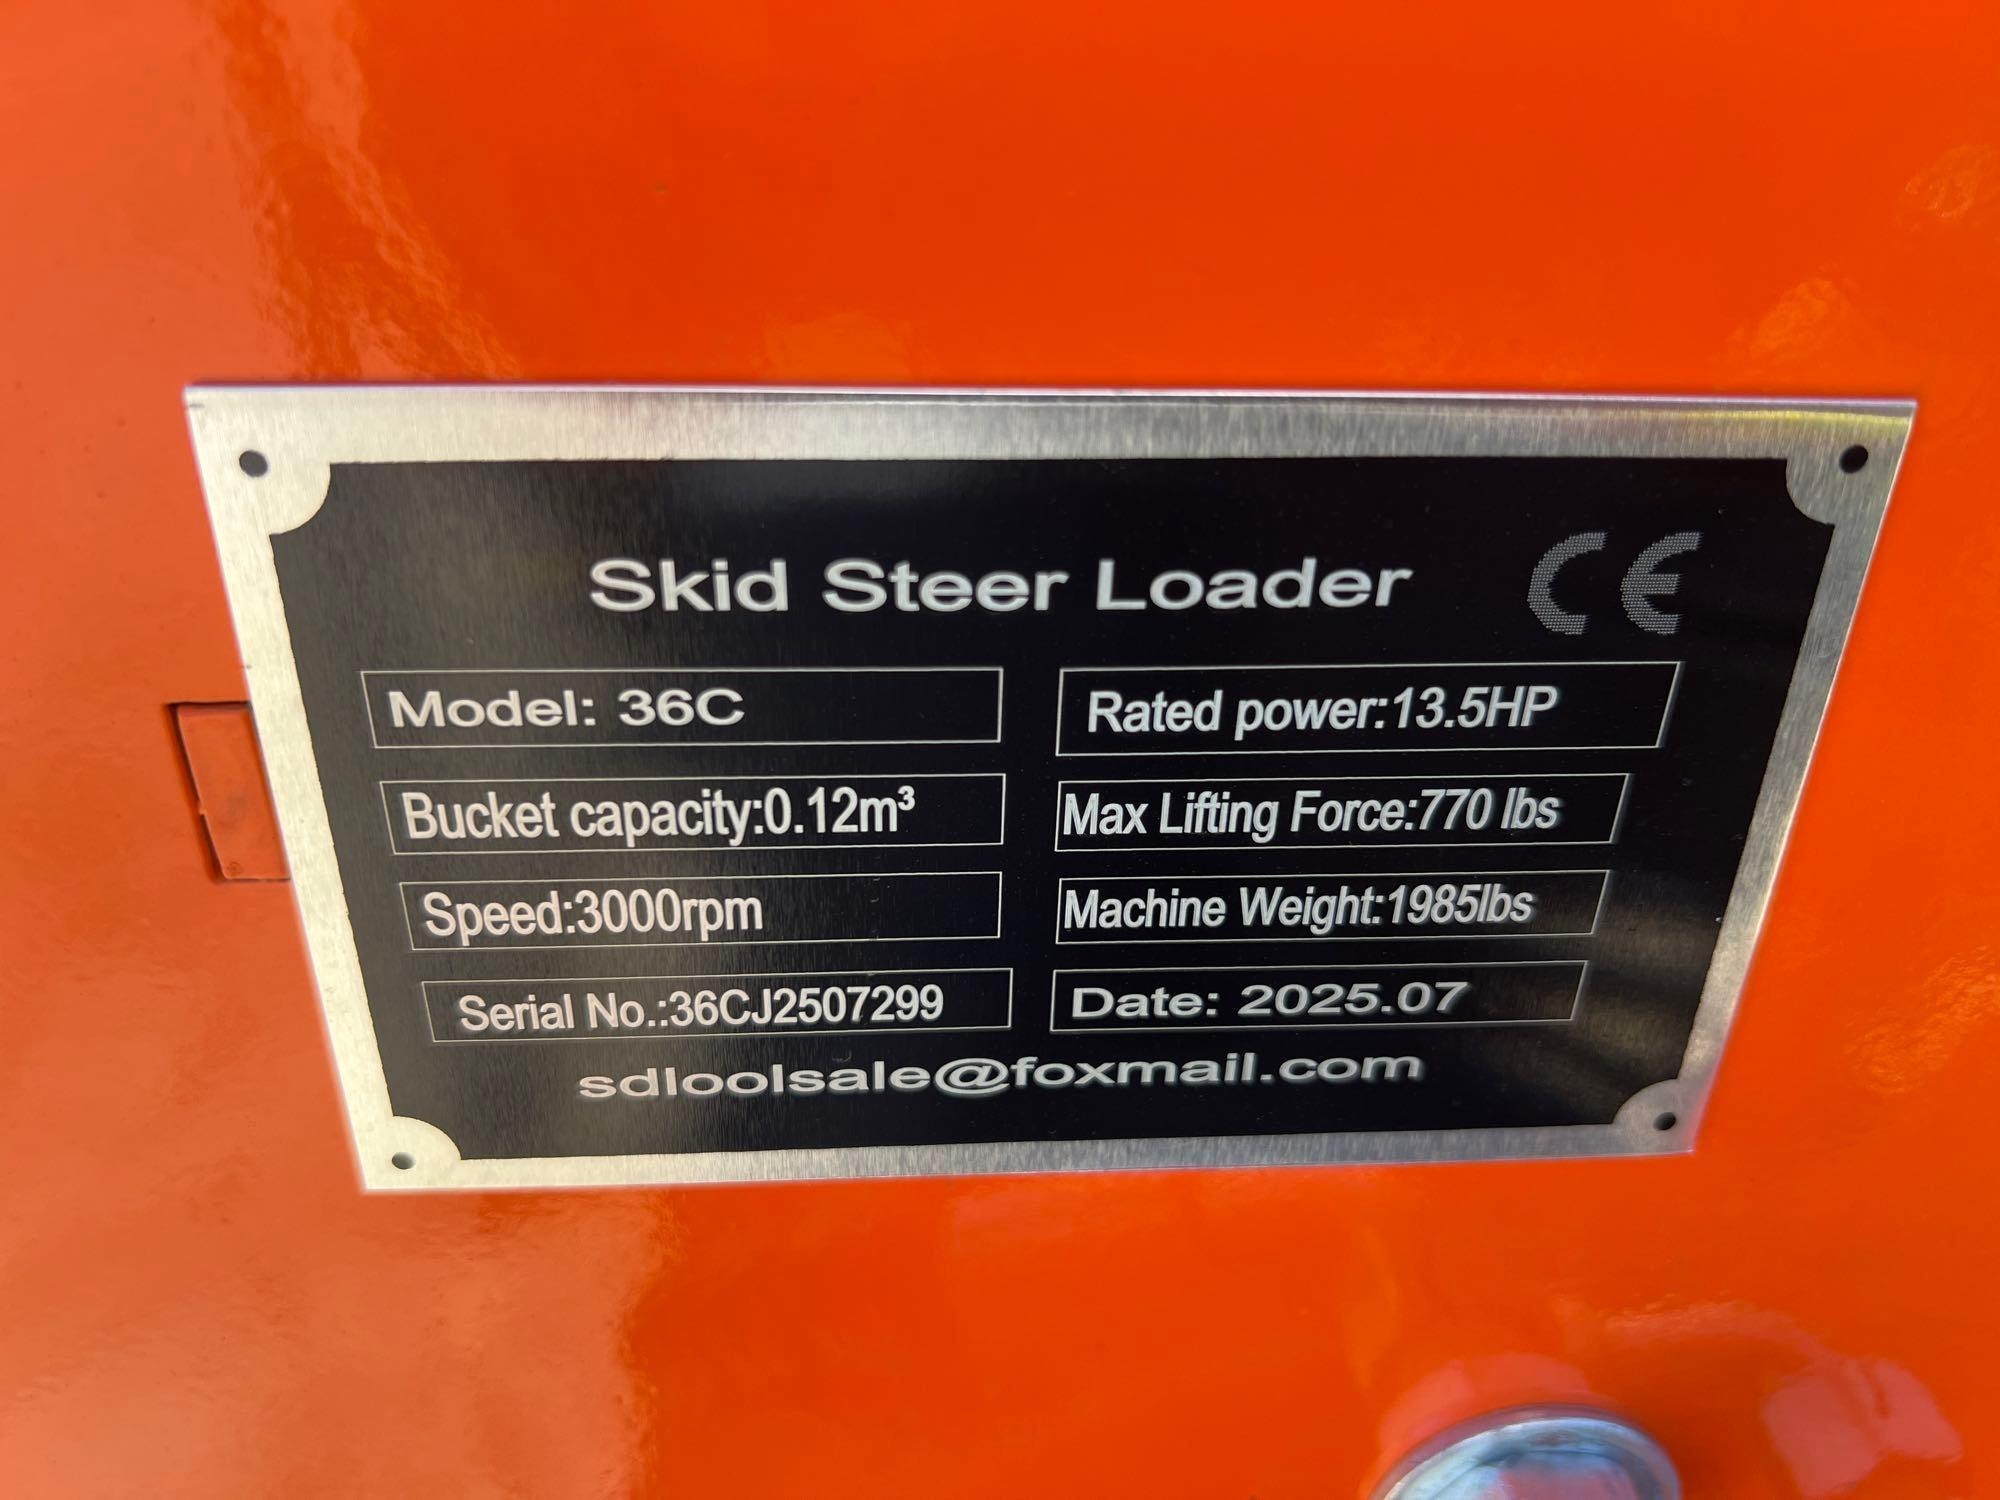 Skid Steer Loader CE
Model: 36C
Rated power:13.5HP
Bucket capacity:0.12m³
Max Lifting Force:770 lbs
Speed:3000rpm
Machine Weight:1985lbs
Serial No.:36CJ2507299
Date: 2025.07
sdloolsale@foxmail.com